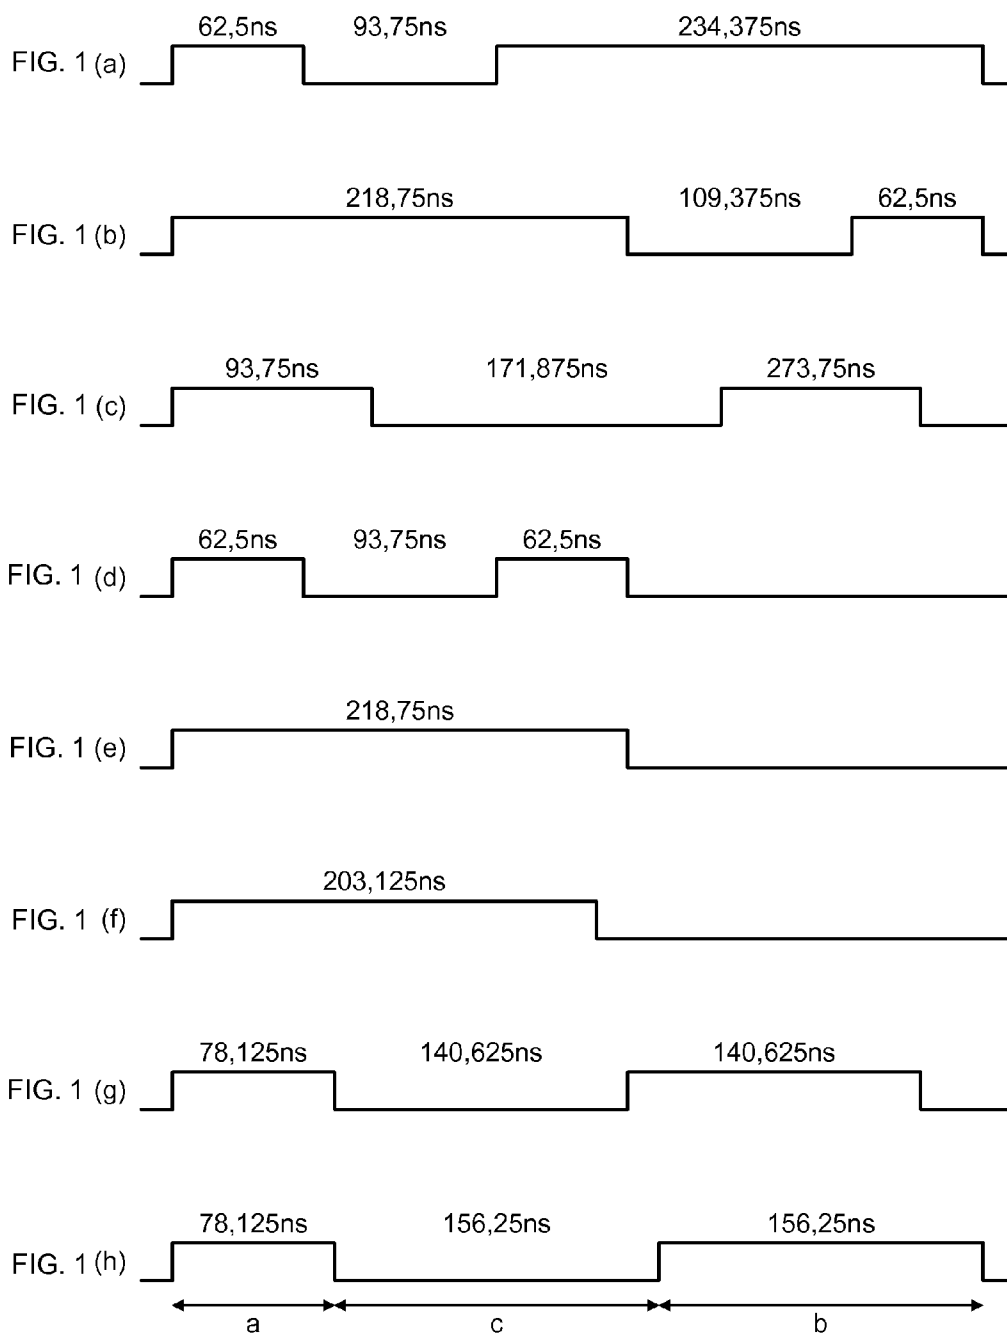 62,5ns 93,75ns 234,375ns
FIG. 1 (a)
218,75ns 109,375ns 62,5ns
FIG. 1 (b)
93,75ns 171,875ns 273,75ns
FIG. 1 (c)
62,5ns 93,75ns 62,5ns
FIG. 1 (d)
218,75ns
FIG. 1 (e)
203,125ns
FIG. 1 (f)
78,125ns 140,625ns 140,625ns
FIG. 1 (g)
78,125ns 156,25ns 156,25ns
FIG. 1 (h)
a c b